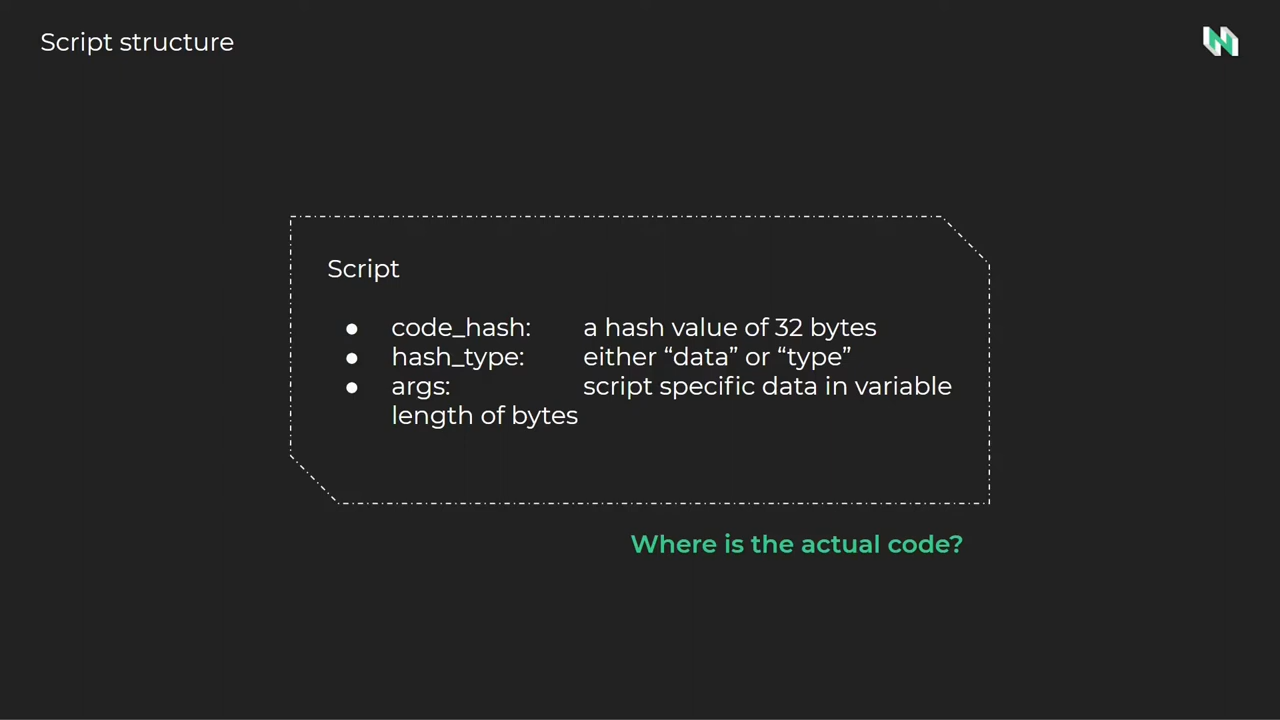 Script structure
Script
● code_hash: a hash value of 32 bytes
● hash_type: either “data” or “type”
● args: script specific data in variable
length of bytes
Where is the actual code?